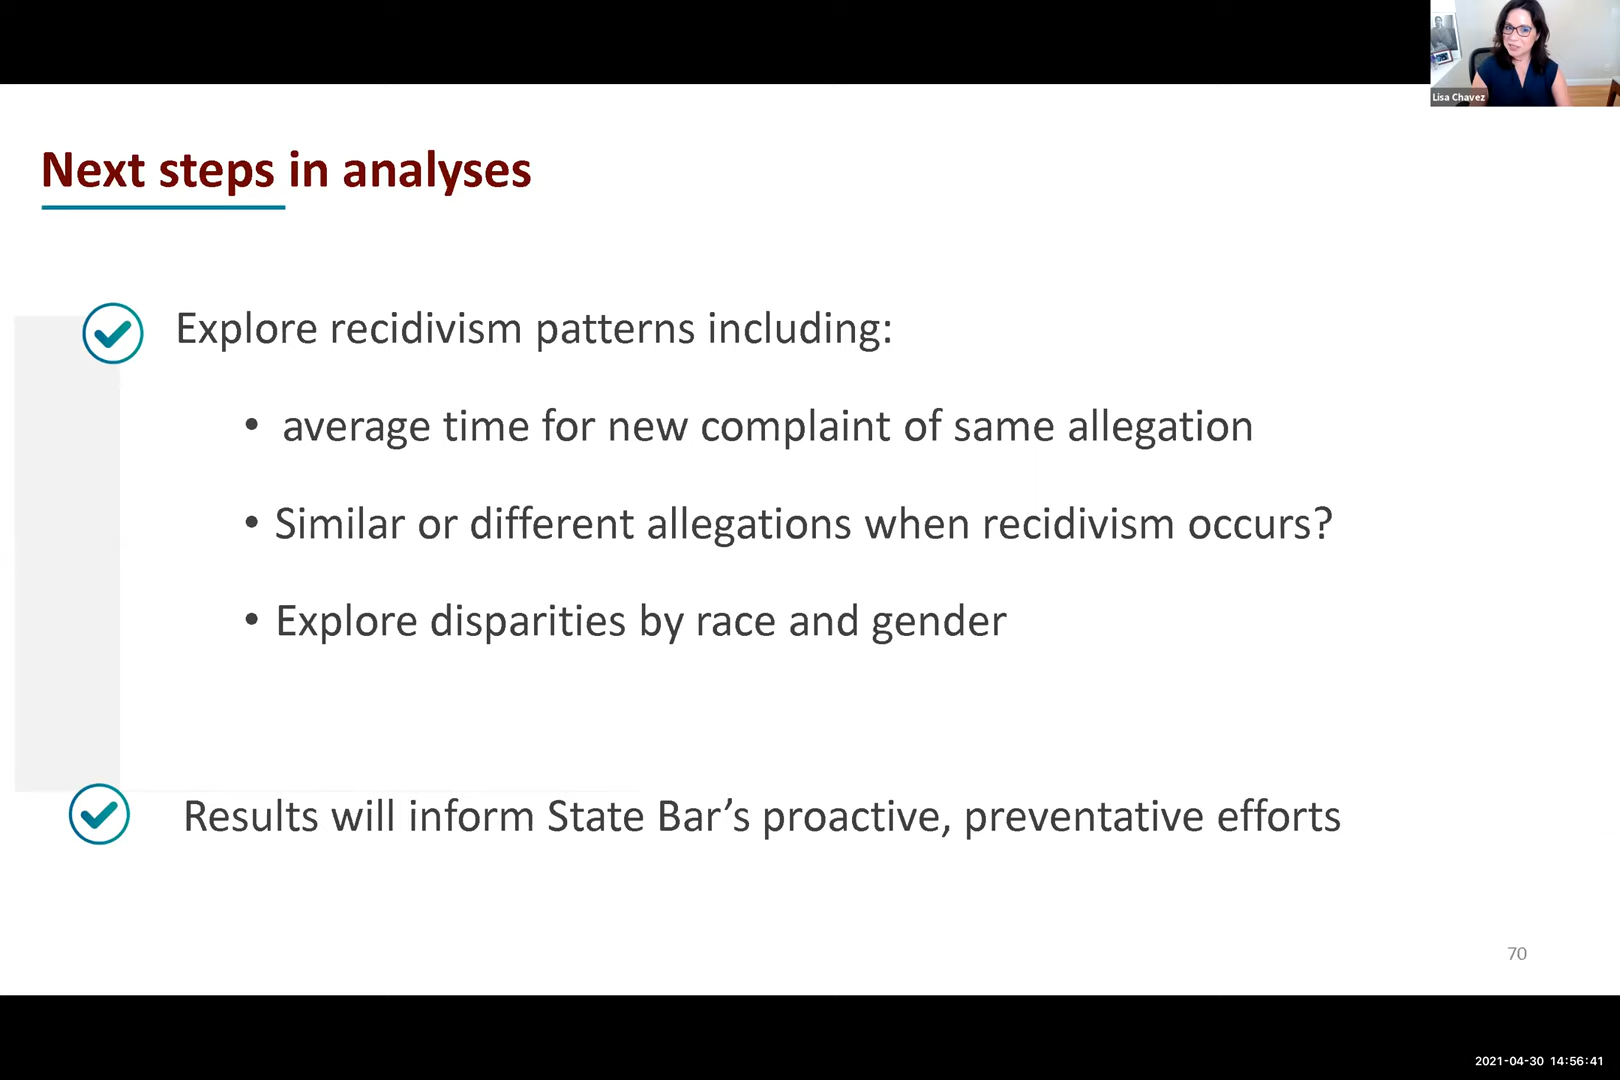 Lisa Chavez
Next steps in analyses
Explore recidivism patterns including:
• average time for new complaint of same allegation
• Similar or different allegations when recidivism occurs?
• Explore disparities by race and gender
Results will inform State Bar’s proactive, preventative efforts
70
2021-04-30 14:56:41